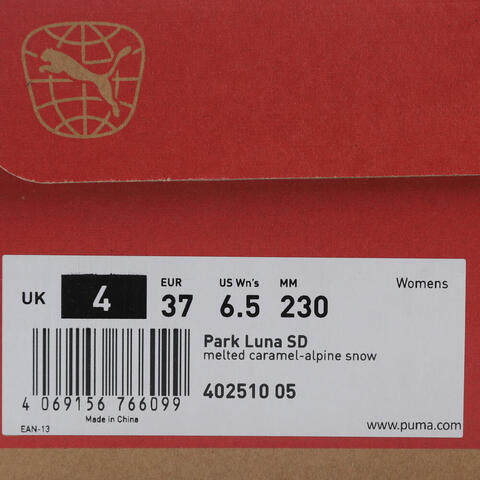 Womens
UK 4
EUR 37
US Wn's 6.5
MM 230
Park Luna SD
melted caramel-alpine snow
402510 05
4 069156 766099
Made in China
EAN-13
www.puma.com